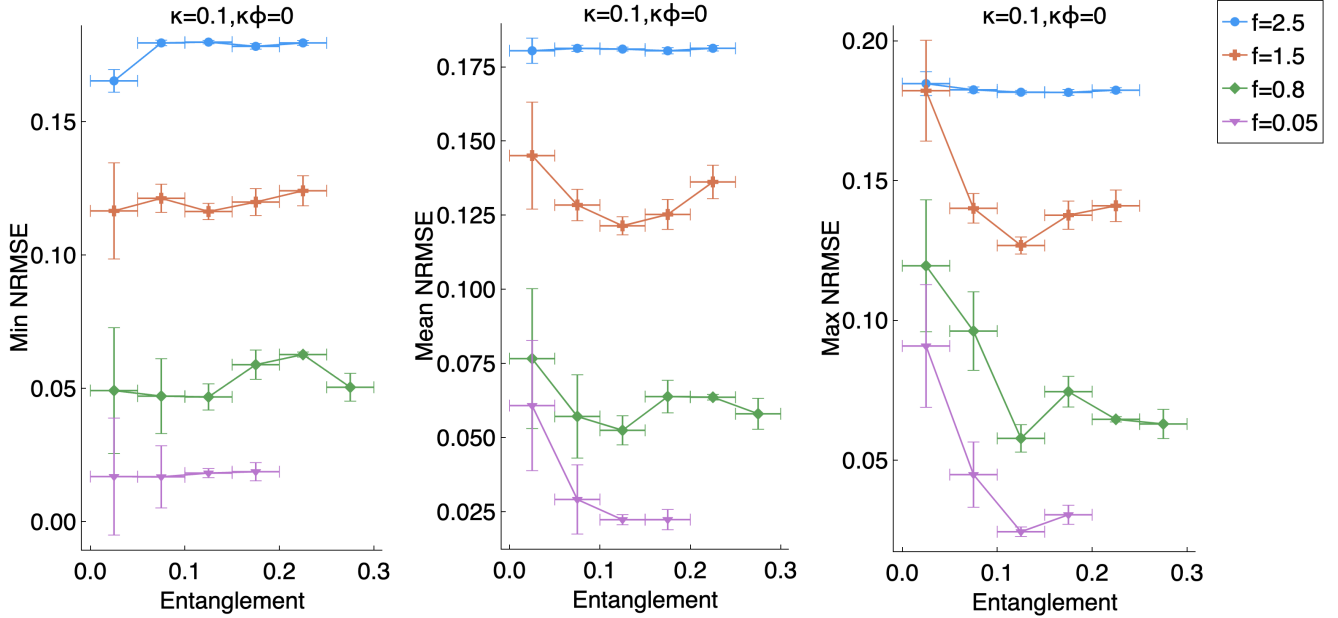 κ=0.1,κϕ=0
Min NRMSE
0.15
0.10
0.05
0.00
0.0 0.1 0.2 0.3
Entanglement
κ=0.1,κϕ=0
Mean NRMSE
0.175
0.150
0.125
0.100
0.075
0.050
0.025
0.0 0.1 0.2 0.3
Entanglement
κ=0.1,κϕ=0
Max NRMSE
0.20
0.15
0.10
0.05
0.0 0.1 0.2 0.3
Entanglement
f=2.5
f=1.5
f=0.8
f=0.05